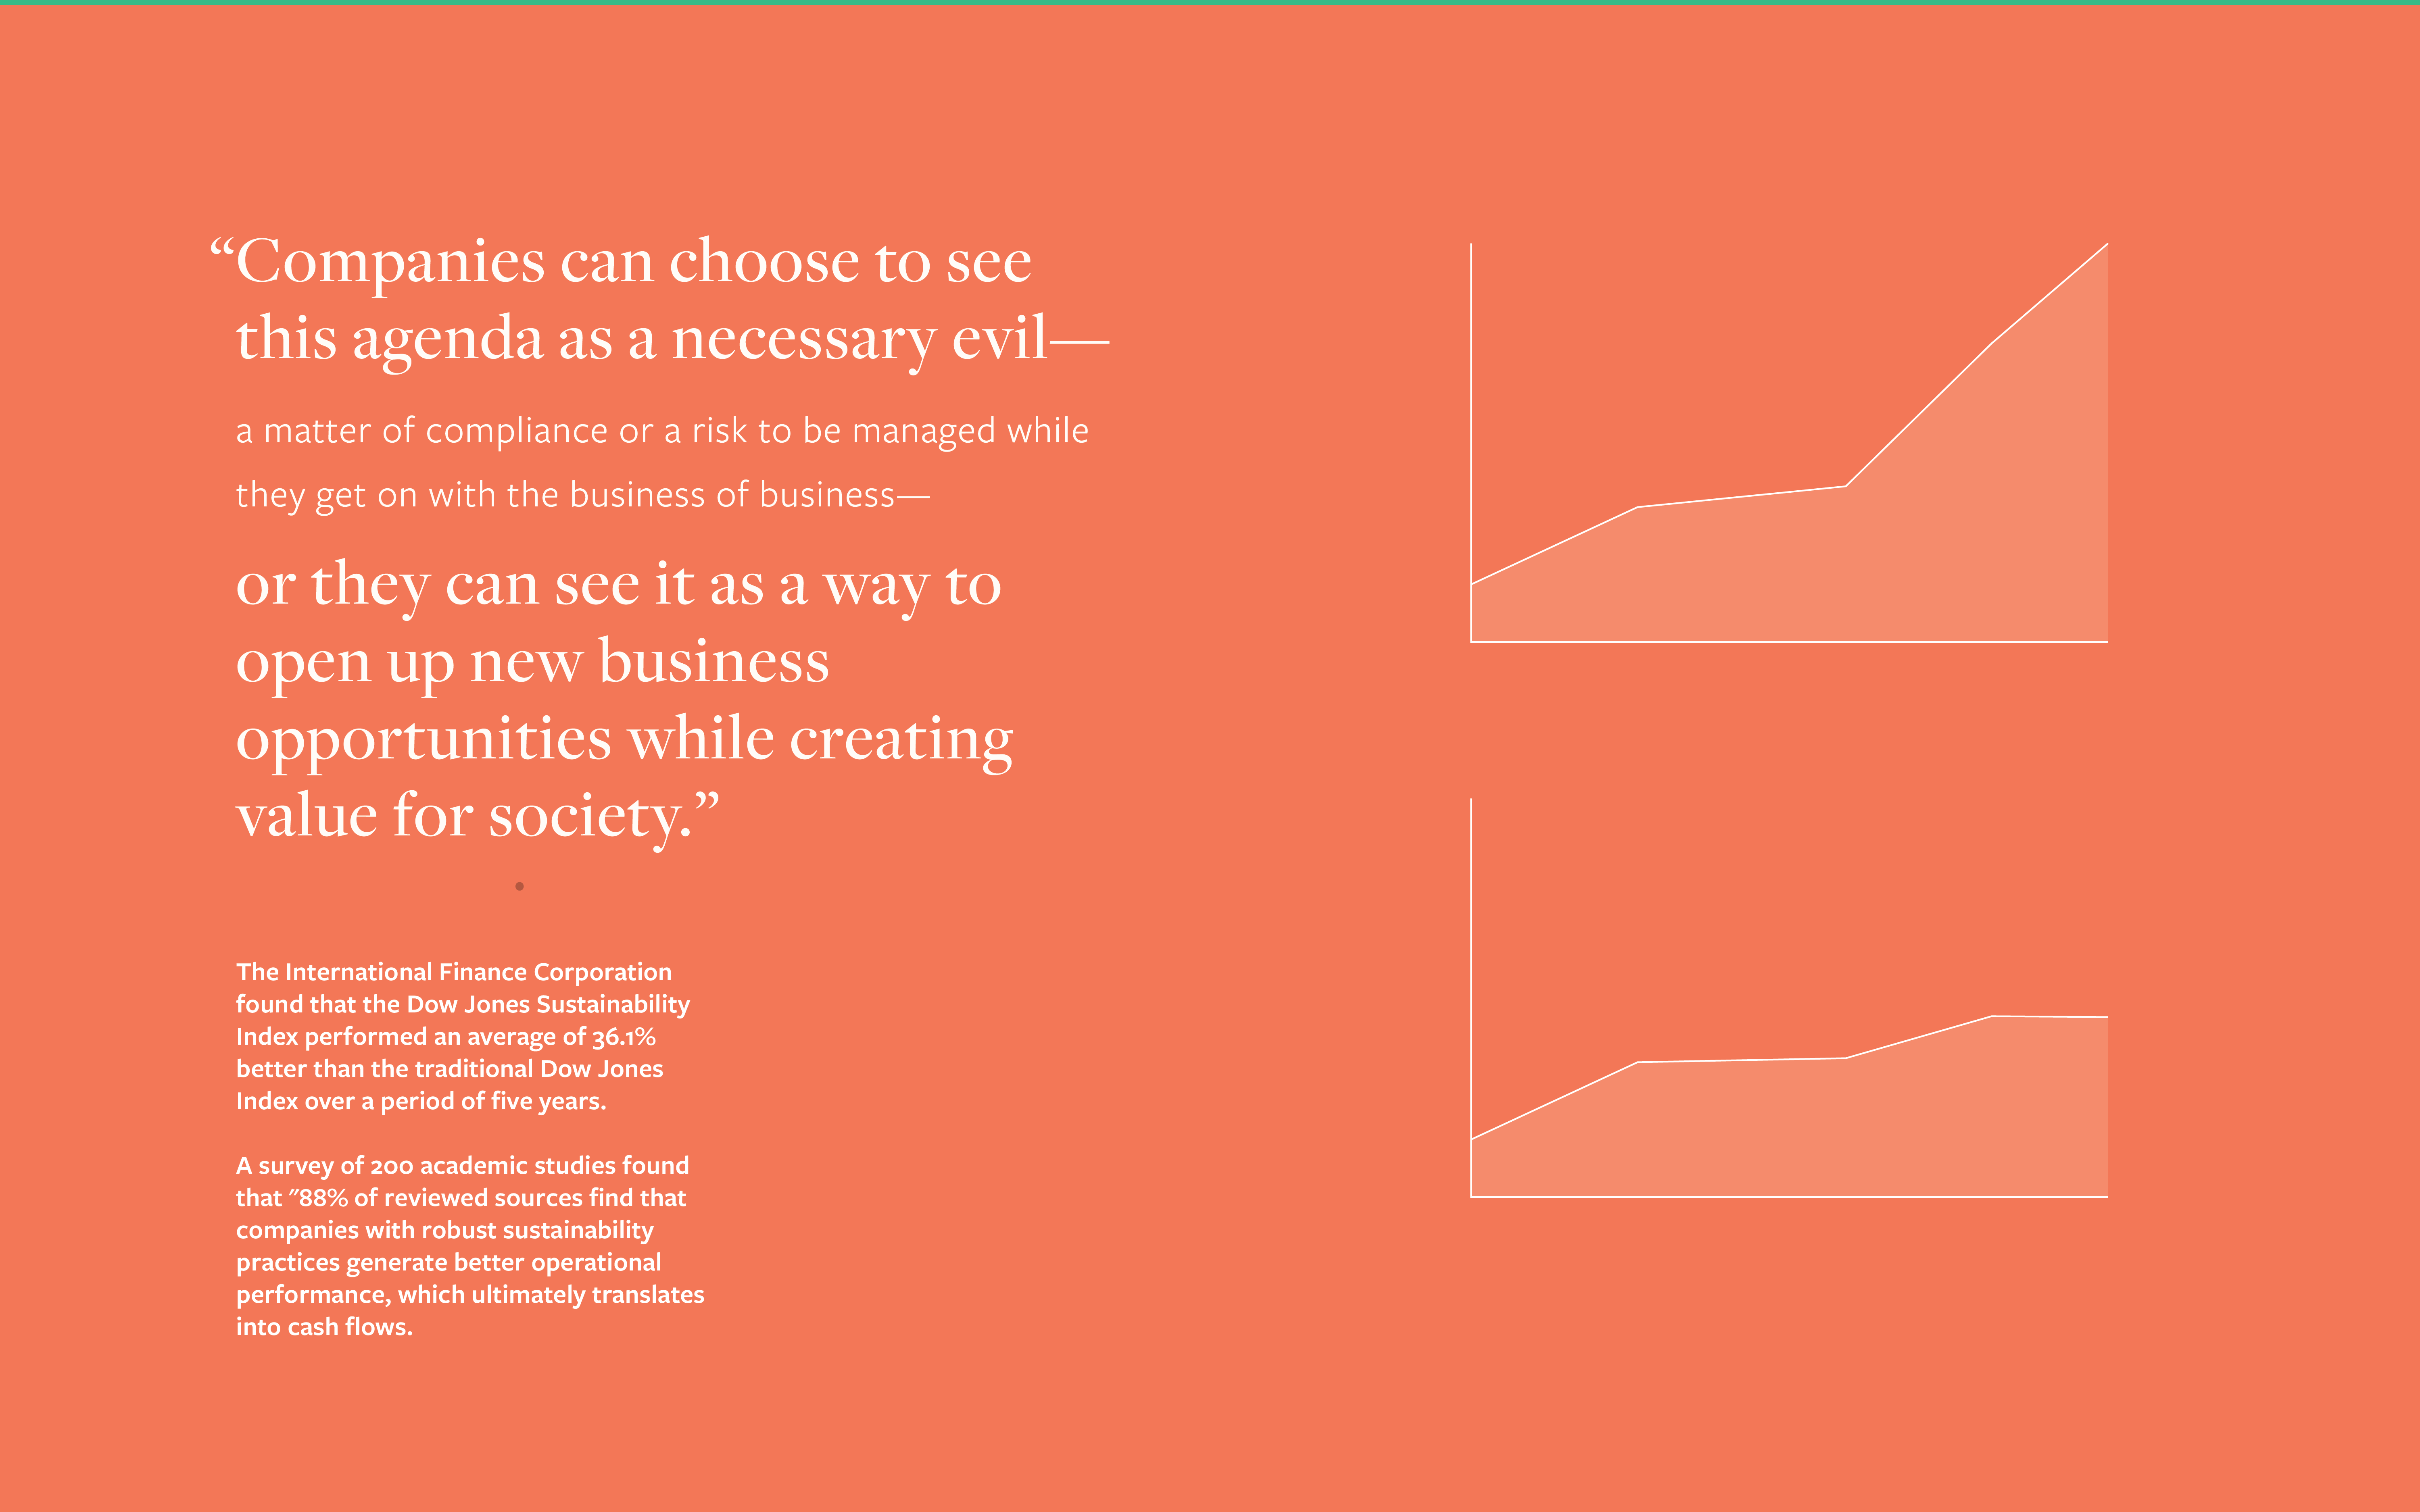 “Companies can choose to see
this agenda as a necessary evil—
a matter of compliance or a risk to be managed while
they get on with the business of business—
or they can see it as a way to
open up new business
opportunities while creating
value for society.”
The International Finance Corporation
found that the Dow Jones Sustainability
Index performed an average of 36.1%
better than the traditional Dow Jones
Index over a period of five years.
A survey of 200 academic studies found
that "88% of reviewed sources find that
companies with robust sustainability
practices generate better operational
performance, which ultimately translates
into cash flows.